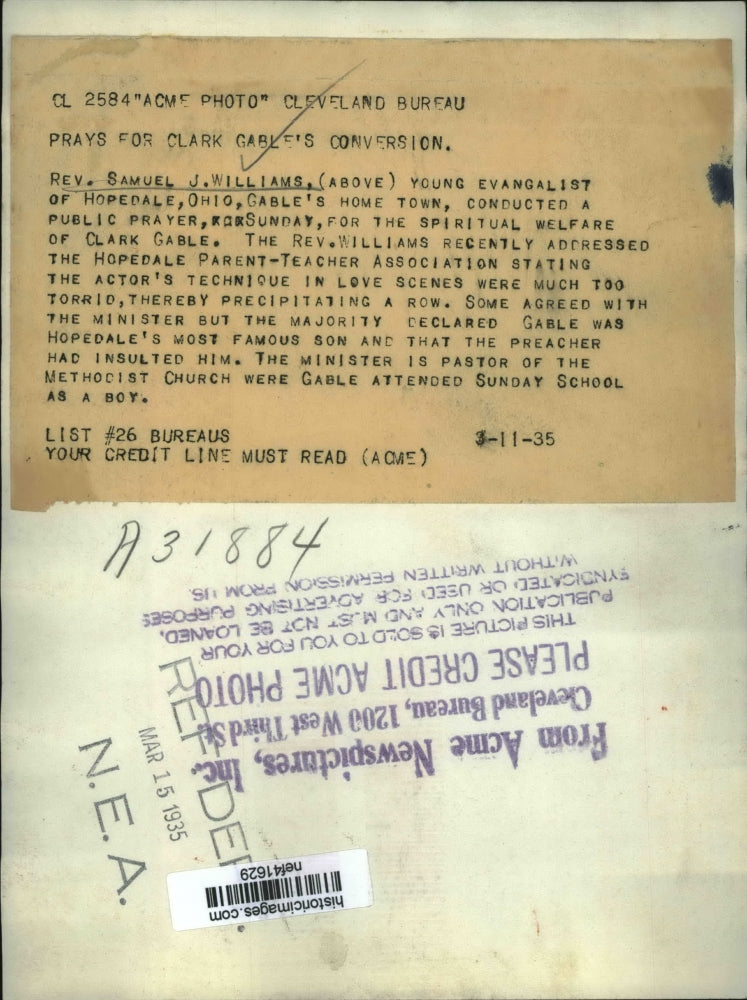 CL 2584"ACME PHOTO" CLEVELAND BUREAU
PRAYS FOR CLARK GABLE'S CONVERSION.
REV. SAMUEL J.WILLIAMS,(ABOVE) YOUNG EVANGALIST
OF HOPEDALE,OHIO,GABLE'S HOME TOWN, CONDUCTED A
PUBLIC PRAYER, SUNDAY,FOR THE SPIRITUAL WELFARE
OF CLARK GABLE. THE REV.WILLIAMS RECENTLY ADDRESSED
THE HOPEDALE PARENT-TEACHER ASSOCIATION STATING
THE ACTOR'S TECHNIQUE IN LOVE SCENES WERE MUCH TOO
TORRID,THEREBY PRECIPITATING A ROW. SOME AGREED WITH
THE MINISTER BUT THE MAJORITY DECLARED GABLE WAS
HOPEDALE'S MOST FAMOUS SON AND THAT THE PREACHER
HAD INSULTED HIM. THE MINISTER IS PASTOR OF THE
METHODIST CHURCH WERE GABLE ATTENDED SUNDAY SCHOOL
AS A BOY.
LIST #26 BUREAUS 3-11-35
YOUR CREDIT LINE MUST READ (ACME)
A31884
From Acme Newspictures, Inc.
Cleveland Bureau, 1200 West Third St.
PLEASE CREDIT ACME PHOTO
THIS PICTURE IS SOLD TO YOU FOR YOUR
PUBLICATION ONLY AND MUST NOT BE LOANED,
SYNDICATED OR USED FOR ADVERTISING PURPOSES
WITHOUT WRITTEN PERMISSION FROM US.
REF. DEP.
MAR 15 1935
N.E.A.
historicimages.com
nef41629